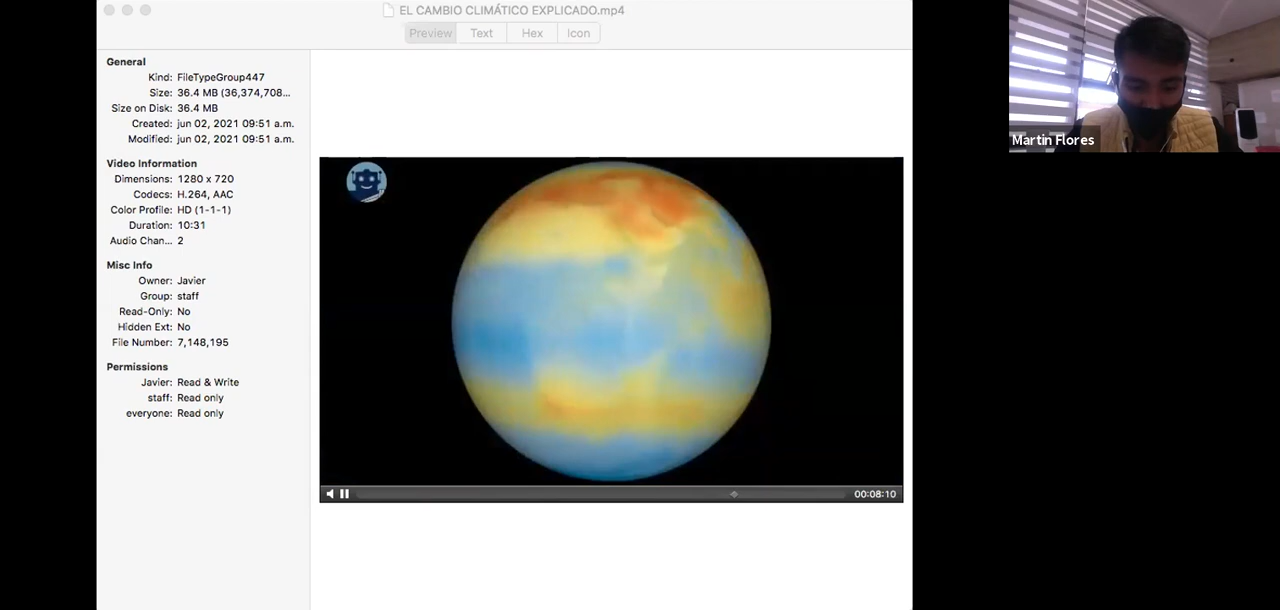 EL CAMBIO CLIMÁTICO EXPLICADO.mp4
Preview Text Hex Icon
General
Kind: FileTypeGroup447
Size: 36.4 MB (36,374,708...
Size on Disk: 36.4 MB
Created: jun 02, 2021 09:51 a.m.
Modified: jun 02, 2021 09:51 a.m.
Video Information
Dimensions: 1280 x 720
Codecs: H.264, AAC
Color Profile: HD (1-1-1)
Duration: 10:31
Audio Chan... 2
Misc Info
Owner: Javier
Group: staff
Read-Only: No
Hidden Ext: No
File Number: 7,148,195
Permissions
Javier: Read & Write
staff: Read only
everyone: Read only
00:08:10
Martin Flores